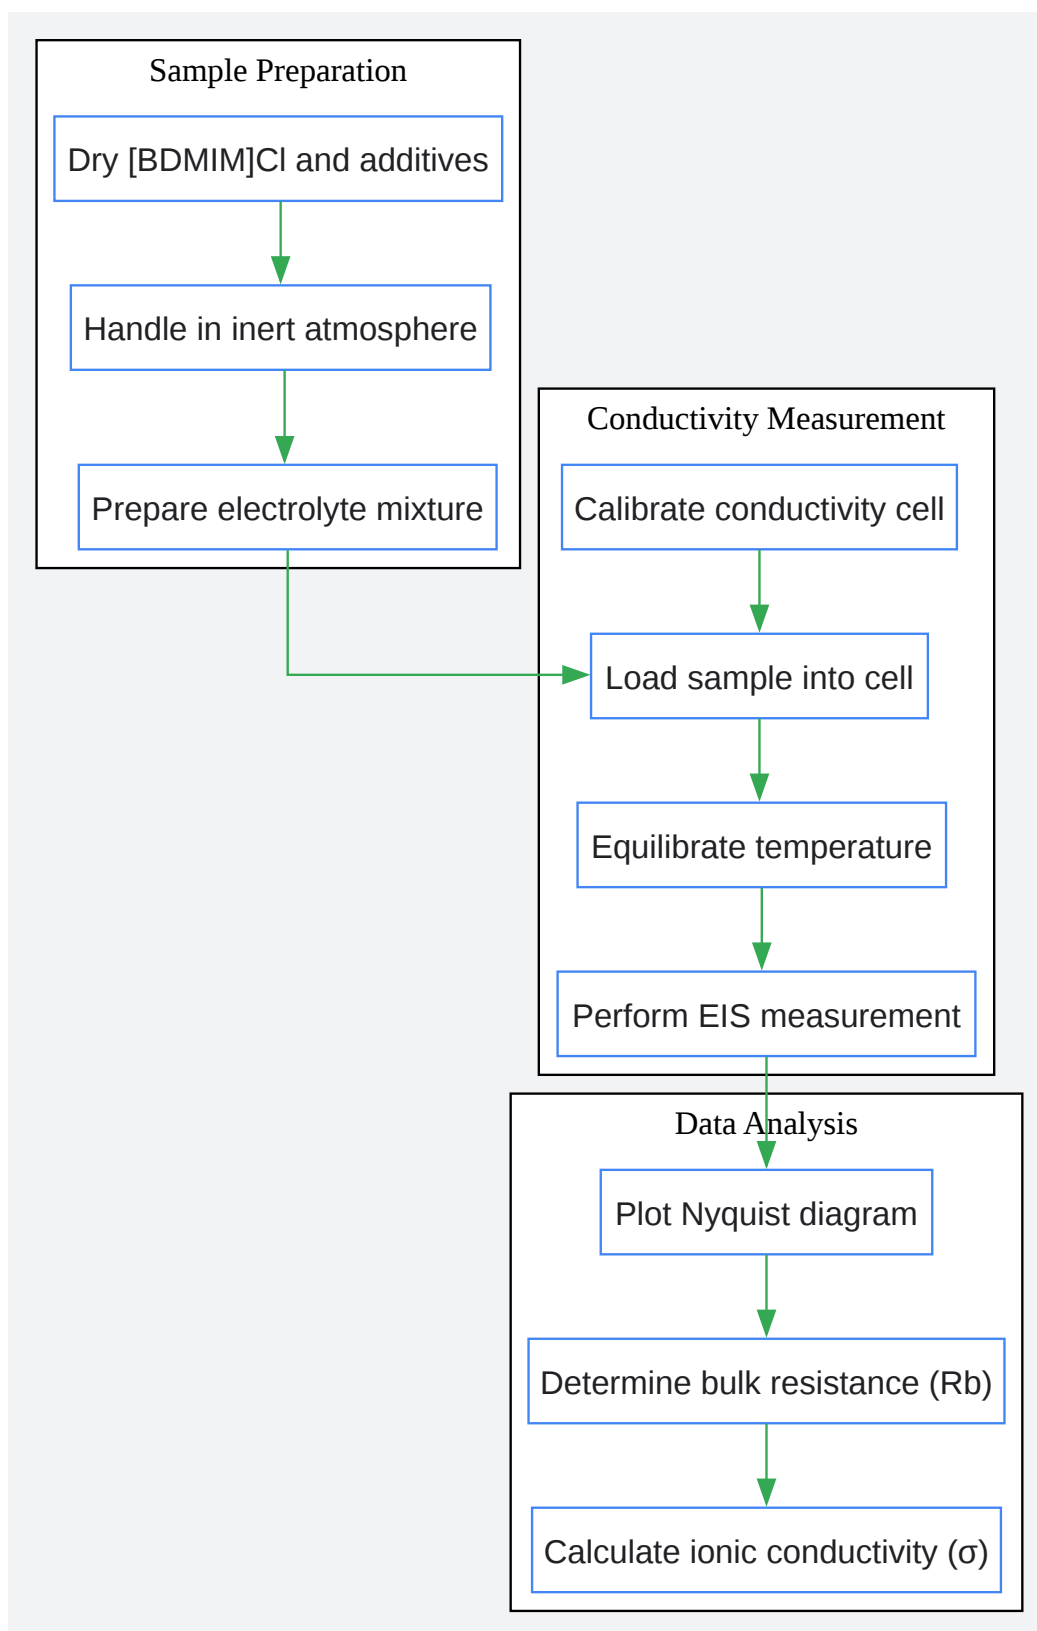 Sample Preparation
Dry [BDMIM]Cl and additives
Handle in inert atmosphere
Prepare electrolyte mixture
Conductivity Measurement
Calibrate conductivity cell
Load sample into cell
Equilibrate temperature
Perform EIS measurement
Data Analysis
Plot Nyquist diagram
Determine bulk resistance (Rb)
Calculate ionic conductivity (σ)